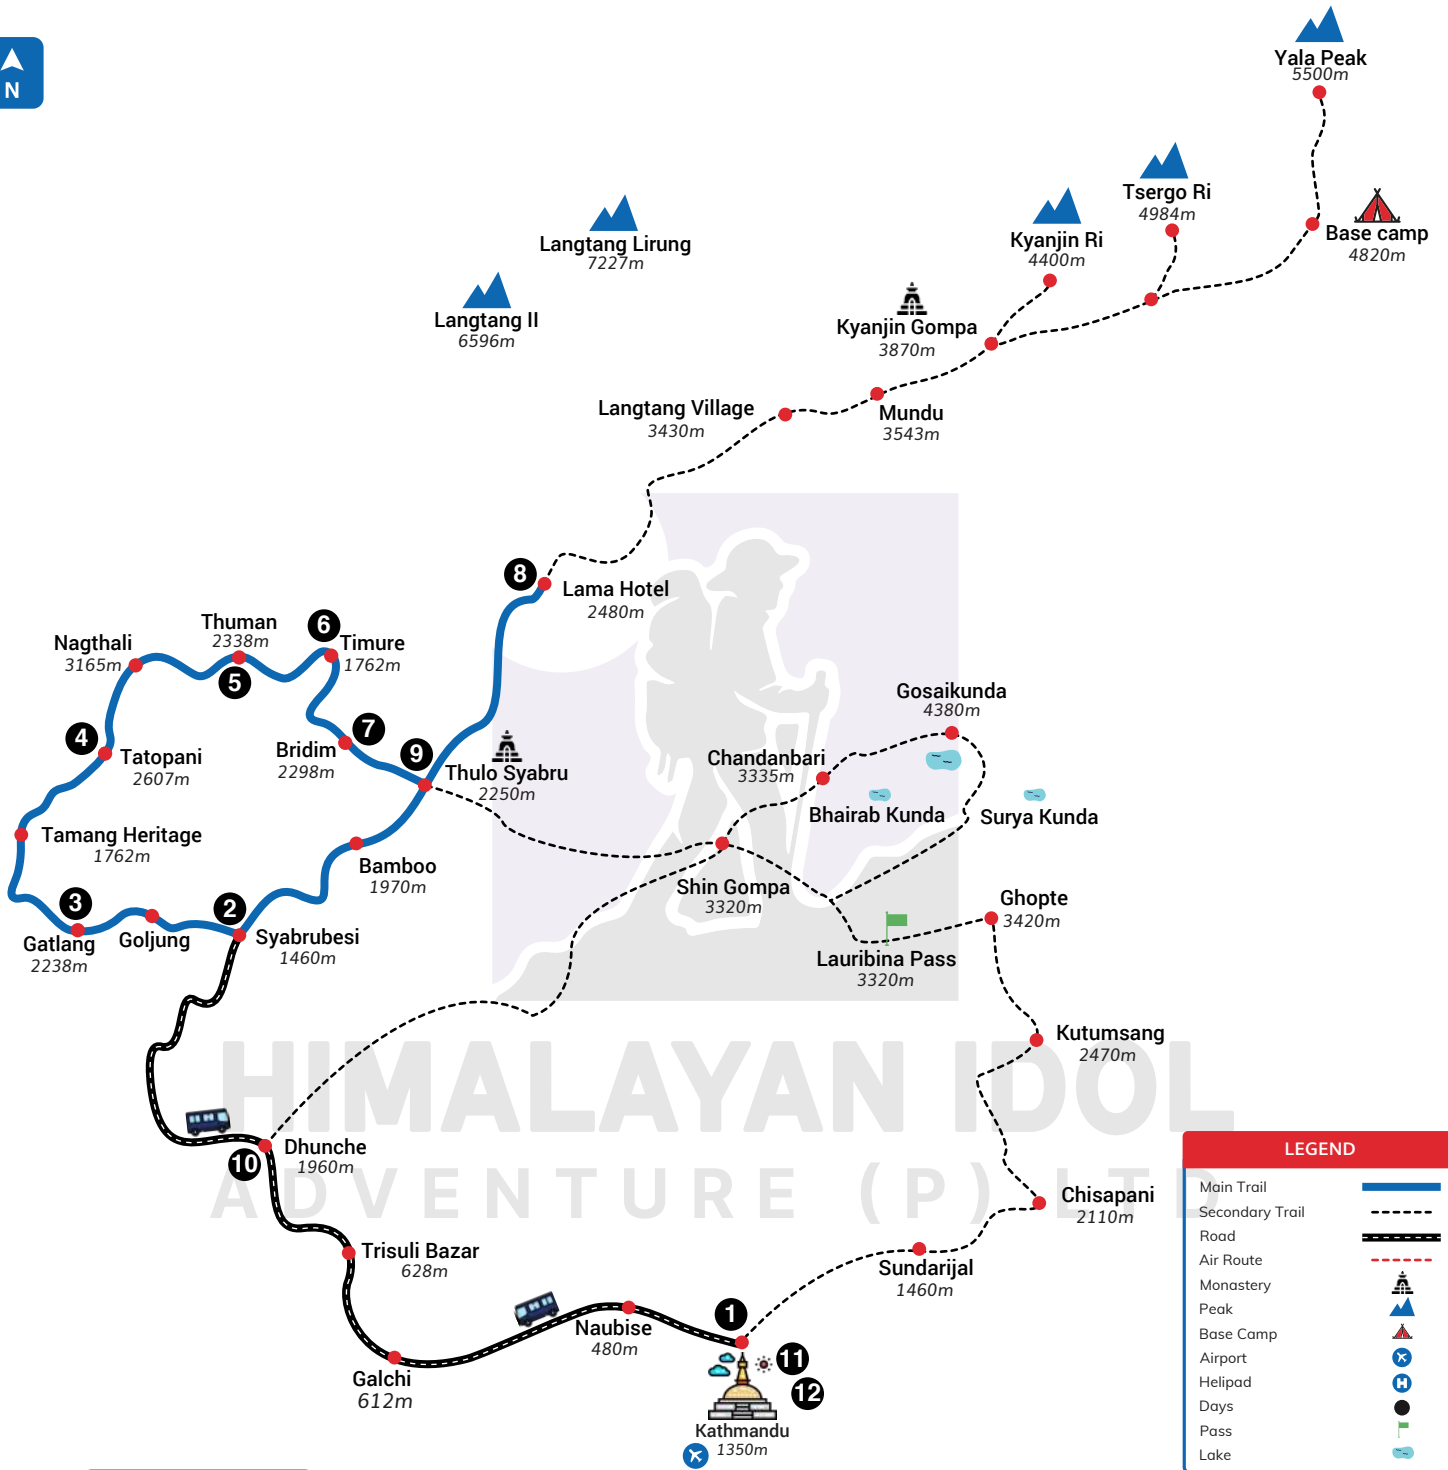 N
Yala Peak
5500m
Tsergo Ri
4984m
Base camp
4820m
Kyanjin Ri
4400m
Langtang Lirung
7227m
Langtang II
6596m
Kyanjin Gompa
3870m
Langtang Village
3430m
Mundu
3543m
8
Lama Hotel
2480m
Thuman
2338m
5
6
Timure
1762m
Nagthali
3165m
4
Tatopani
2607m
7
Bridim
2298m
9
Thulo Syabru
2250m
Gosaikunda
4380m
Chandanbari
3335m
Bhairab Kunda
Surya Kunda
Tamang Heritage
1762m
Bamboo
1970m
Shin Gompa
3320m
3
Gatlang
2238m
Goljung
2
Syabrubesi
1460m
Ghopte
3420m
Lauribina Pass
3320m
Kutumsang
2470m
HIMALAYAN IDOL
ADVENTURE (P) LTD
Dhunche
1960m
10
Chisapani
2110m
Trisuli Bazar
628m
Sundarijal
1460m
Naubise
480m
1
11
12
Galchi
612m
Kathmandu
1350m
LEGEND
Main Trail
Secondary Trail
Road
Air Route
Monastery
Peak
Base Camp
Airport
Helipad
H
Days
Pass
Lake